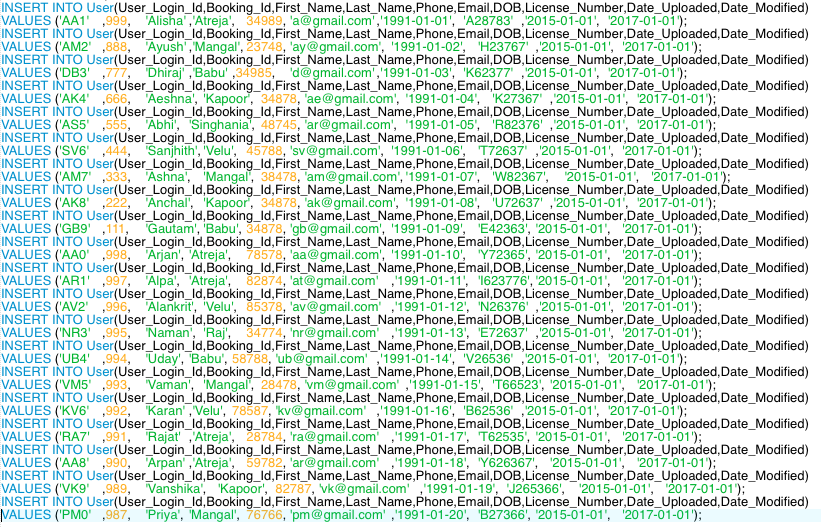 INSERT INTO User(User_Login_Id,Booking_Id,First_Name,Last_Name,Phone,Email,DOB,License_Number,Date_Uploaded,Date_Modified)
VALUES ('AA1' ,999, 'Alisha' ,'Atreja', 34989, 'a@gmail.com','1991-01-01', 'A28783' ,'2015-01-01', '2017-01-01');
INSERT INTO User(User_Login_Id,Booking_Id,First_Name,Last_Name,Phone,Email,DOB,License_Number,Date_Uploaded,Date_Modified)
VALUES ('AM2' ,888, 'Ayush' ,'Mangal', 23748, 'ay@gmail.com', '1991-01-02', 'H23767' ,'2015-01-01', '2017-01-01');
INSERT INTO User(User_Login_Id,Booking_Id,First_Name,Last_Name,Phone,Email,DOB,License_Number,Date_Uploaded,Date_Modified)
VALUES ('DB3' ,777, 'Dhiraj' ,'Babu' ,34985, 'd@gmail.com','1991-01-03', 'K62377' ,'2015-01-01', '2017-01-01');
INSERT INTO User(User_Login_Id,Booking_Id,First_Name,Last_Name,Phone,Email,DOB,License_Number,Date_Uploaded,Date_Modified)
VALUES ('AK4' ,666, 'Aeshna' ,'Kapoor', 34878, 'ae@gmail.com','1991-01-04', 'K27367' ,'2015-01-01', '2017-01-01');
INSERT INTO User(User_Login_Id,Booking_Id,First_Name,Last_Name,Phone,Email,DOB,License_Number,Date_Uploaded,Date_Modified)
VALUES ('AS5' ,555, 'Abhi' ,'Singhania', 48745, 'ar@gmail.com', '1991-01-05', 'R82376' ,'2015-01-01', '2017-01-01');
INSERT INTO User(User_Login_Id,Booking_Id,First_Name,Last_Name,Phone,Email,DOB,License_Number,Date_Uploaded,Date_Modified)
VALUES ('SV6' ,444, 'Sanjhith' ,'Velu', 45788, 'sv@gmail.com', '1991-01-06', 'T72637' ,'2015-01-01', '2017-01-01');
INSERT INTO User(User_Login_Id,Booking_Id,First_Name,Last_Name,Phone,Email,DOB,License_Number,Date_Uploaded,Date_Modified)
VALUES ('AM7' ,333, 'Ashna' ,'Mangal', 38478, 'am@gmail.com','1991-01-07', 'W82367' ,'2015-01-01', '2017-01-01');
INSERT INTO User(User_Login_Id,Booking_Id,First_Name,Last_Name,Phone,Email,DOB,License_Number,Date_Uploaded,Date_Modified)
VALUES ('AK8' ,222, 'Anchal' ,'Kapoor', 34878, 'ak@gmail.com', '1991-01-08', 'U72637' ,'2015-01-01', '2017-01-01');
INSERT INTO User(User_Login_Id,Booking_Id,First_Name,Last_Name,Phone,Email,DOB,License_Number,Date_Uploaded,Date_Modified)
VALUES ('GB9' ,111, 'Gautam' ,'Babu', 34878, 'gb@gmail.com', '1991-01-09', 'E42363' ,'2015-01-01', '2017-01-01');
INSERT INTO User(User_Login_Id,Booking_Id,First_Name,Last_Name,Phone,Email,DOB,License_Number,Date_Uploaded,Date_Modified)
VALUES ('AA0' ,998, 'Arjan' ,'Atreja', 78578, 'aa@gmail.com', '1991-01-10', 'Y72365' ,'2015-01-01', '2017-01-01');
INSERT INTO User(User_Login_Id,Booking_Id,First_Name,Last_Name,Phone,Email,DOB,License_Number,Date_Uploaded,Date_Modified)
VALUES ('AR1' ,997, 'Alpa' ,'Atreja', 82874, 'at@gmail.com' ,'1991-01-11', 'I623776' ,'2015-01-01', '2017-01-01');
INSERT INTO User(User_Login_Id,Booking_Id,First_Name,Last_Name,Phone,Email,DOB,License_Number,Date_Uploaded,Date_Modified)
VALUES ('AV2' ,996, 'Alankrit' ,'Velu', 85378, 'av@gmail.com' ,'1991-01-12', 'N26376' ,'2015-01-01', '2017-01-01');
INSERT INTO User(User_Login_Id,Booking_Id,First_Name,Last_Name,Phone,Email,DOB,License_Number,Date_Uploaded,Date_Modified)
VALUES ('NR3' ,995, 'Naman' ,'Raj', 34774, 'nr@gmail.com' ,'1991-01-13', 'E72637' ,'2015-01-01', '2017-01-01');
INSERT INTO User(User_Login_Id,Booking_Id,First_Name,Last_Name,Phone,Email,DOB,License_Number,Date_Uploaded,Date_Modified)
VALUES ('UB4' ,994, 'Uday' ,'Babu', 58788, 'ub@gmail.com' ,'1991-01-14', 'V26536' ,'2015-01-01', '2017-01-01');
INSERT INTO User(User_Login_Id,Booking_Id,First_Name,Last_Name,Phone,Email,DOB,License_Number,Date_Uploaded,Date_Modified)
VALUES ('VM5' ,993, 'Vaman' ,'Mangal', 28478, 'vm@gmail.com' ,'1991-01-15' 'T66523' ,'2015-01-01', '2017-01-01');
INSERT INTO User(User_Login_Id,Booking_Id,First_Name,Last_Name,Phone,Email,DOB,License_Number,Date_Uploaded,Date_Modified)
VALUES ('KV6' ,992, 'Karan' ,'Velu', 78587, 'kv@gmail.com' ,'1991-01-16', 'B62536' ,'2015-01-01', '2017-01-01');
INSERT INTO User(User_Login_Id,Booking_Id,First_Name,Last_Name,Phone,Email,DOB,License_Number,Date_Uploaded,Date_Modified)
VALUES ('RA7' ,991, 'Rajat' ,'Atreja', 28784, 'ra@gmail.com' ,'1991-01-17', 'T62535' ,'2015-01-01', '2017-01-01');
INSERT INTO User(User_Login_Id,Booking_Id,First_Name,Last_Name,Phone,Email,DOB,License_Number,Date_Uploaded,Date_Modified)
VALUES ('AA8' ,990, 'Arpan' ,'Atreja', 59782, 'ar@gmail.com' ,'1991-01-18', 'Y626367' ,'2015-01-01', '2017-01-01');
INSERT INTO User(User_Login_Id,Booking_Id,First_Name,Last_Name,Phone,Email,DOB,License_Number,Date_Uploaded,Date_Modified)
VALUES ('VK9' ,989, 'Vanshika' , 'Kapoor', 82787, 'vk@gmail.com' ,'1991-01-19', 'J265366', ,'2015-01-01', '2017-01-01');
INSERT INTO User(User_Login_Id,Booking_Id,First_Name,Last_Name,Phone,Email,DOB,License_Number,Date_Uploaded,Date_Modified)
VALUES ('PM0' ,987, 'Priya' ,'Mangal', 76766, 'pm@gmail.com' ,'1991-01-20', 'B27366' ,'2015-01-01', '2017-01-01');